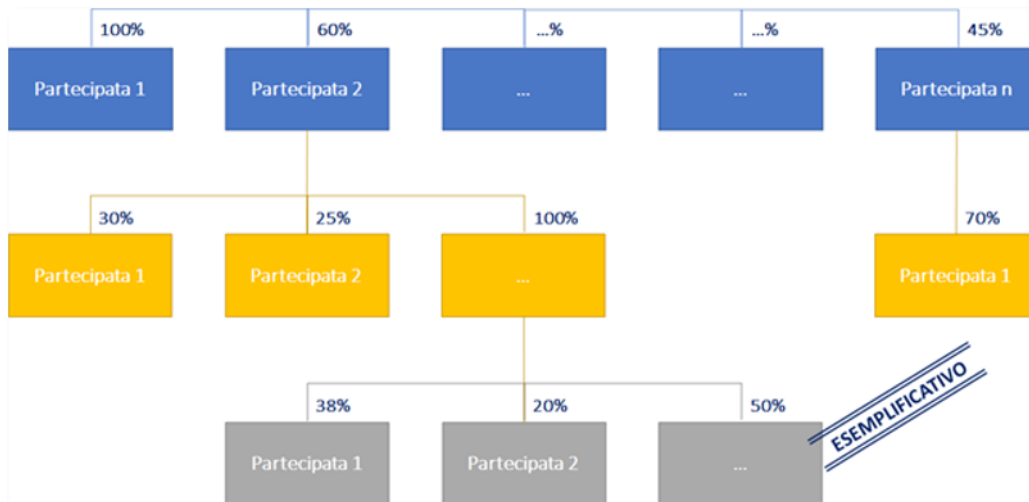 100%
60%
...%
...%
45%
Partecipata 1
Partecipata 2
...
...
Partecipata n
30%
25%
100%
70%
Partecipata 1
Partecipata 2
...
Partecipata 1
38%
20%
50%
ESEMPLIFICATIVO
Partecipata 1
Partecipata 2
...